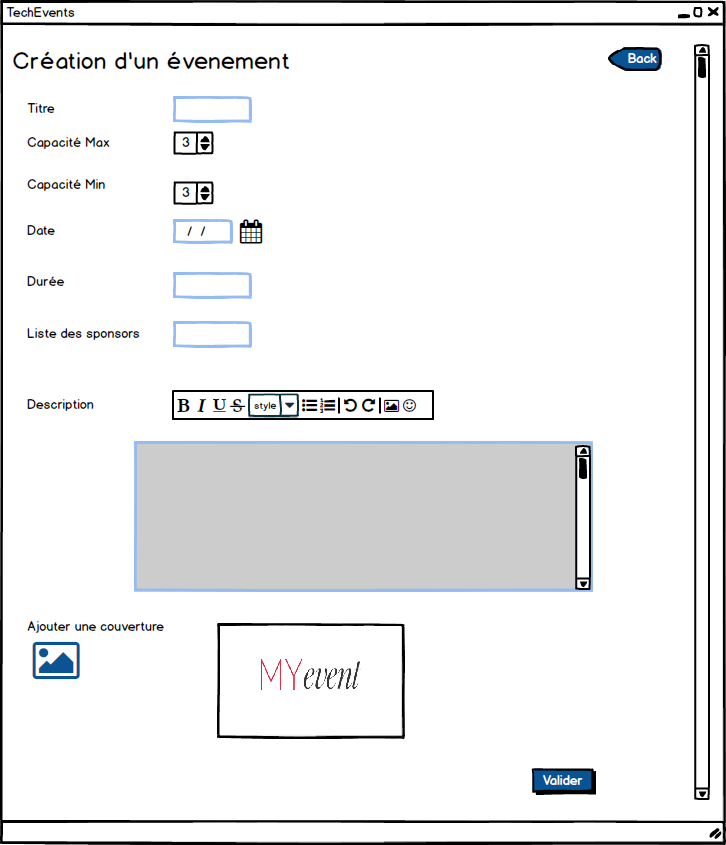 TechEvents
Création d'un évenement
Back
Titre
Capacité Max
3
Capacité Min
3
Date
/ /
Durée
Liste des sponsors
Description
B I U S style
Ajouter une couverture
MYevent
Valider